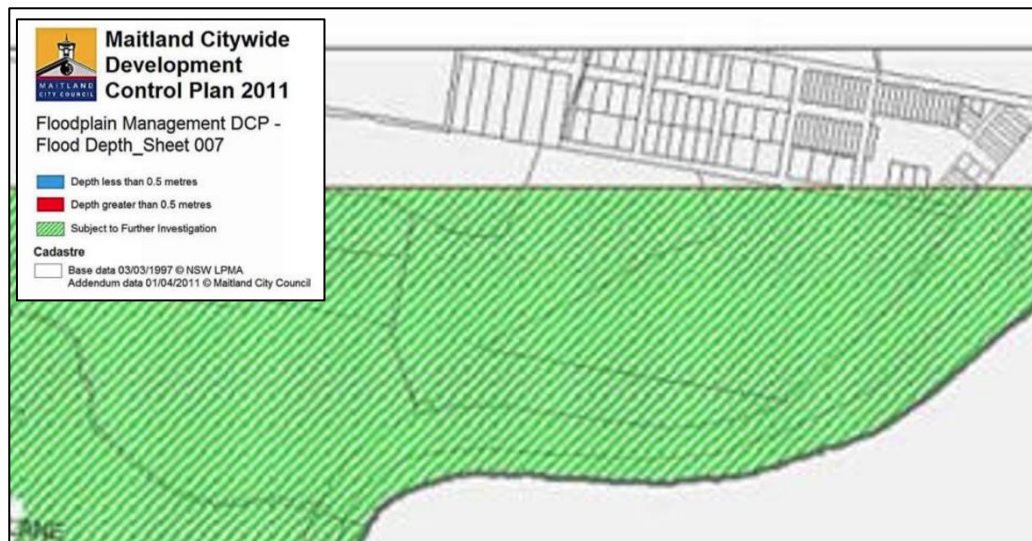 Maitland Citywide
Development
Control Plan 2011
MAITLAND
CITY COUNCIL
Floodplain Management DCP -
Flood Depth_Sheet 007
Depth less than 0.5 metres
Depth greater than 0.5 metres
Subject to Further Investigation
Cadastre
Base data 03/03/1997 © NSW LPMA
Addendum data 01/04/2011 © Maitland City Council
LANE